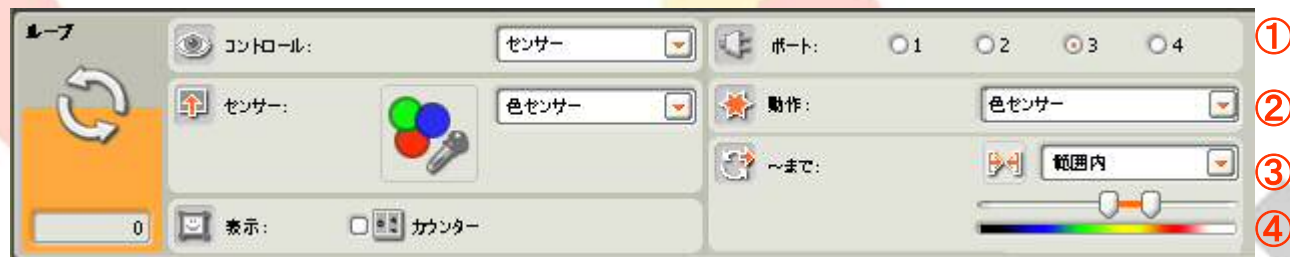 ループ
コントロール: センサー
ポート: 1 2 3 4 ①
センサー: 色センサー
動作: 色センサー ②
~まで: 範囲内 ③
④
0
表示: カウンター